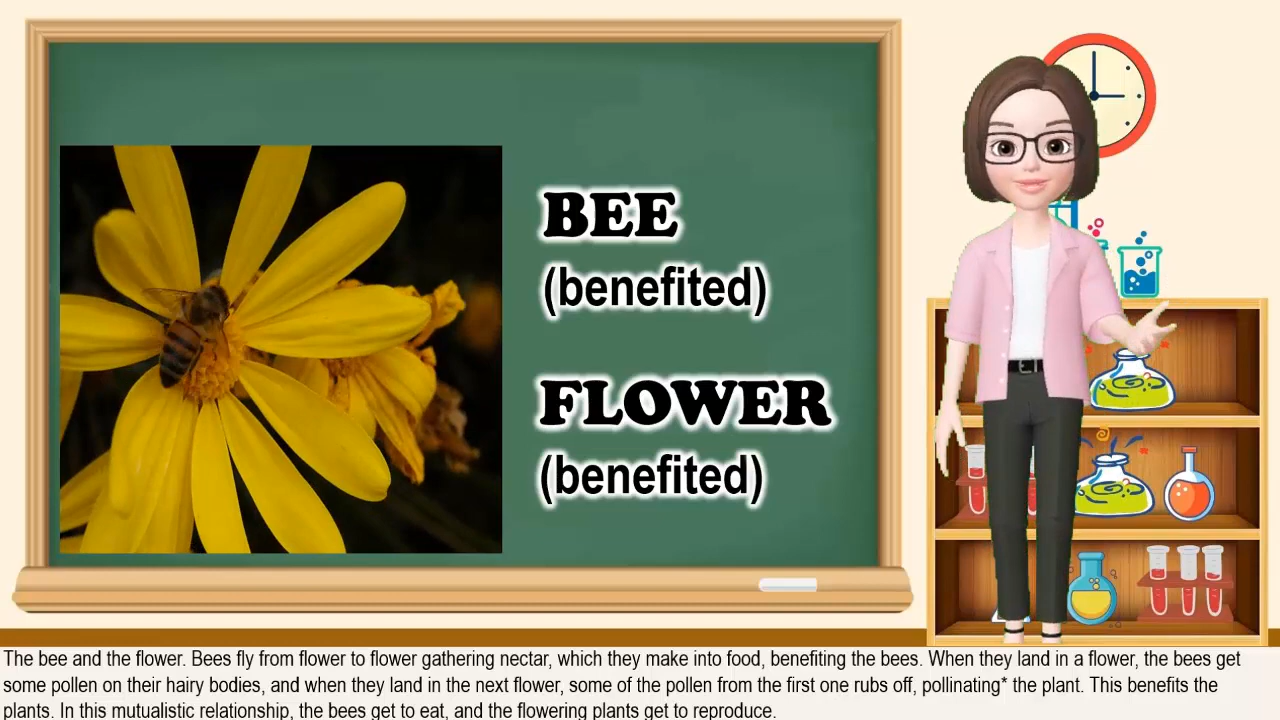 BEE
(benefited)
FLOWER
(benefited)
The bee and the flower. Bees fly from flower to flower gathering nectar, which they make into food, benefiting the bees. When they land in a flower, the bees get
some pollen on their hairy bodies, and when they land in the next flower, some of the pollen from the first one rubs off, pollinating* the plant. This benefits the
plants. In this mutualistic relationship, the bees get to eat, and the flowering plants get to reproduce.